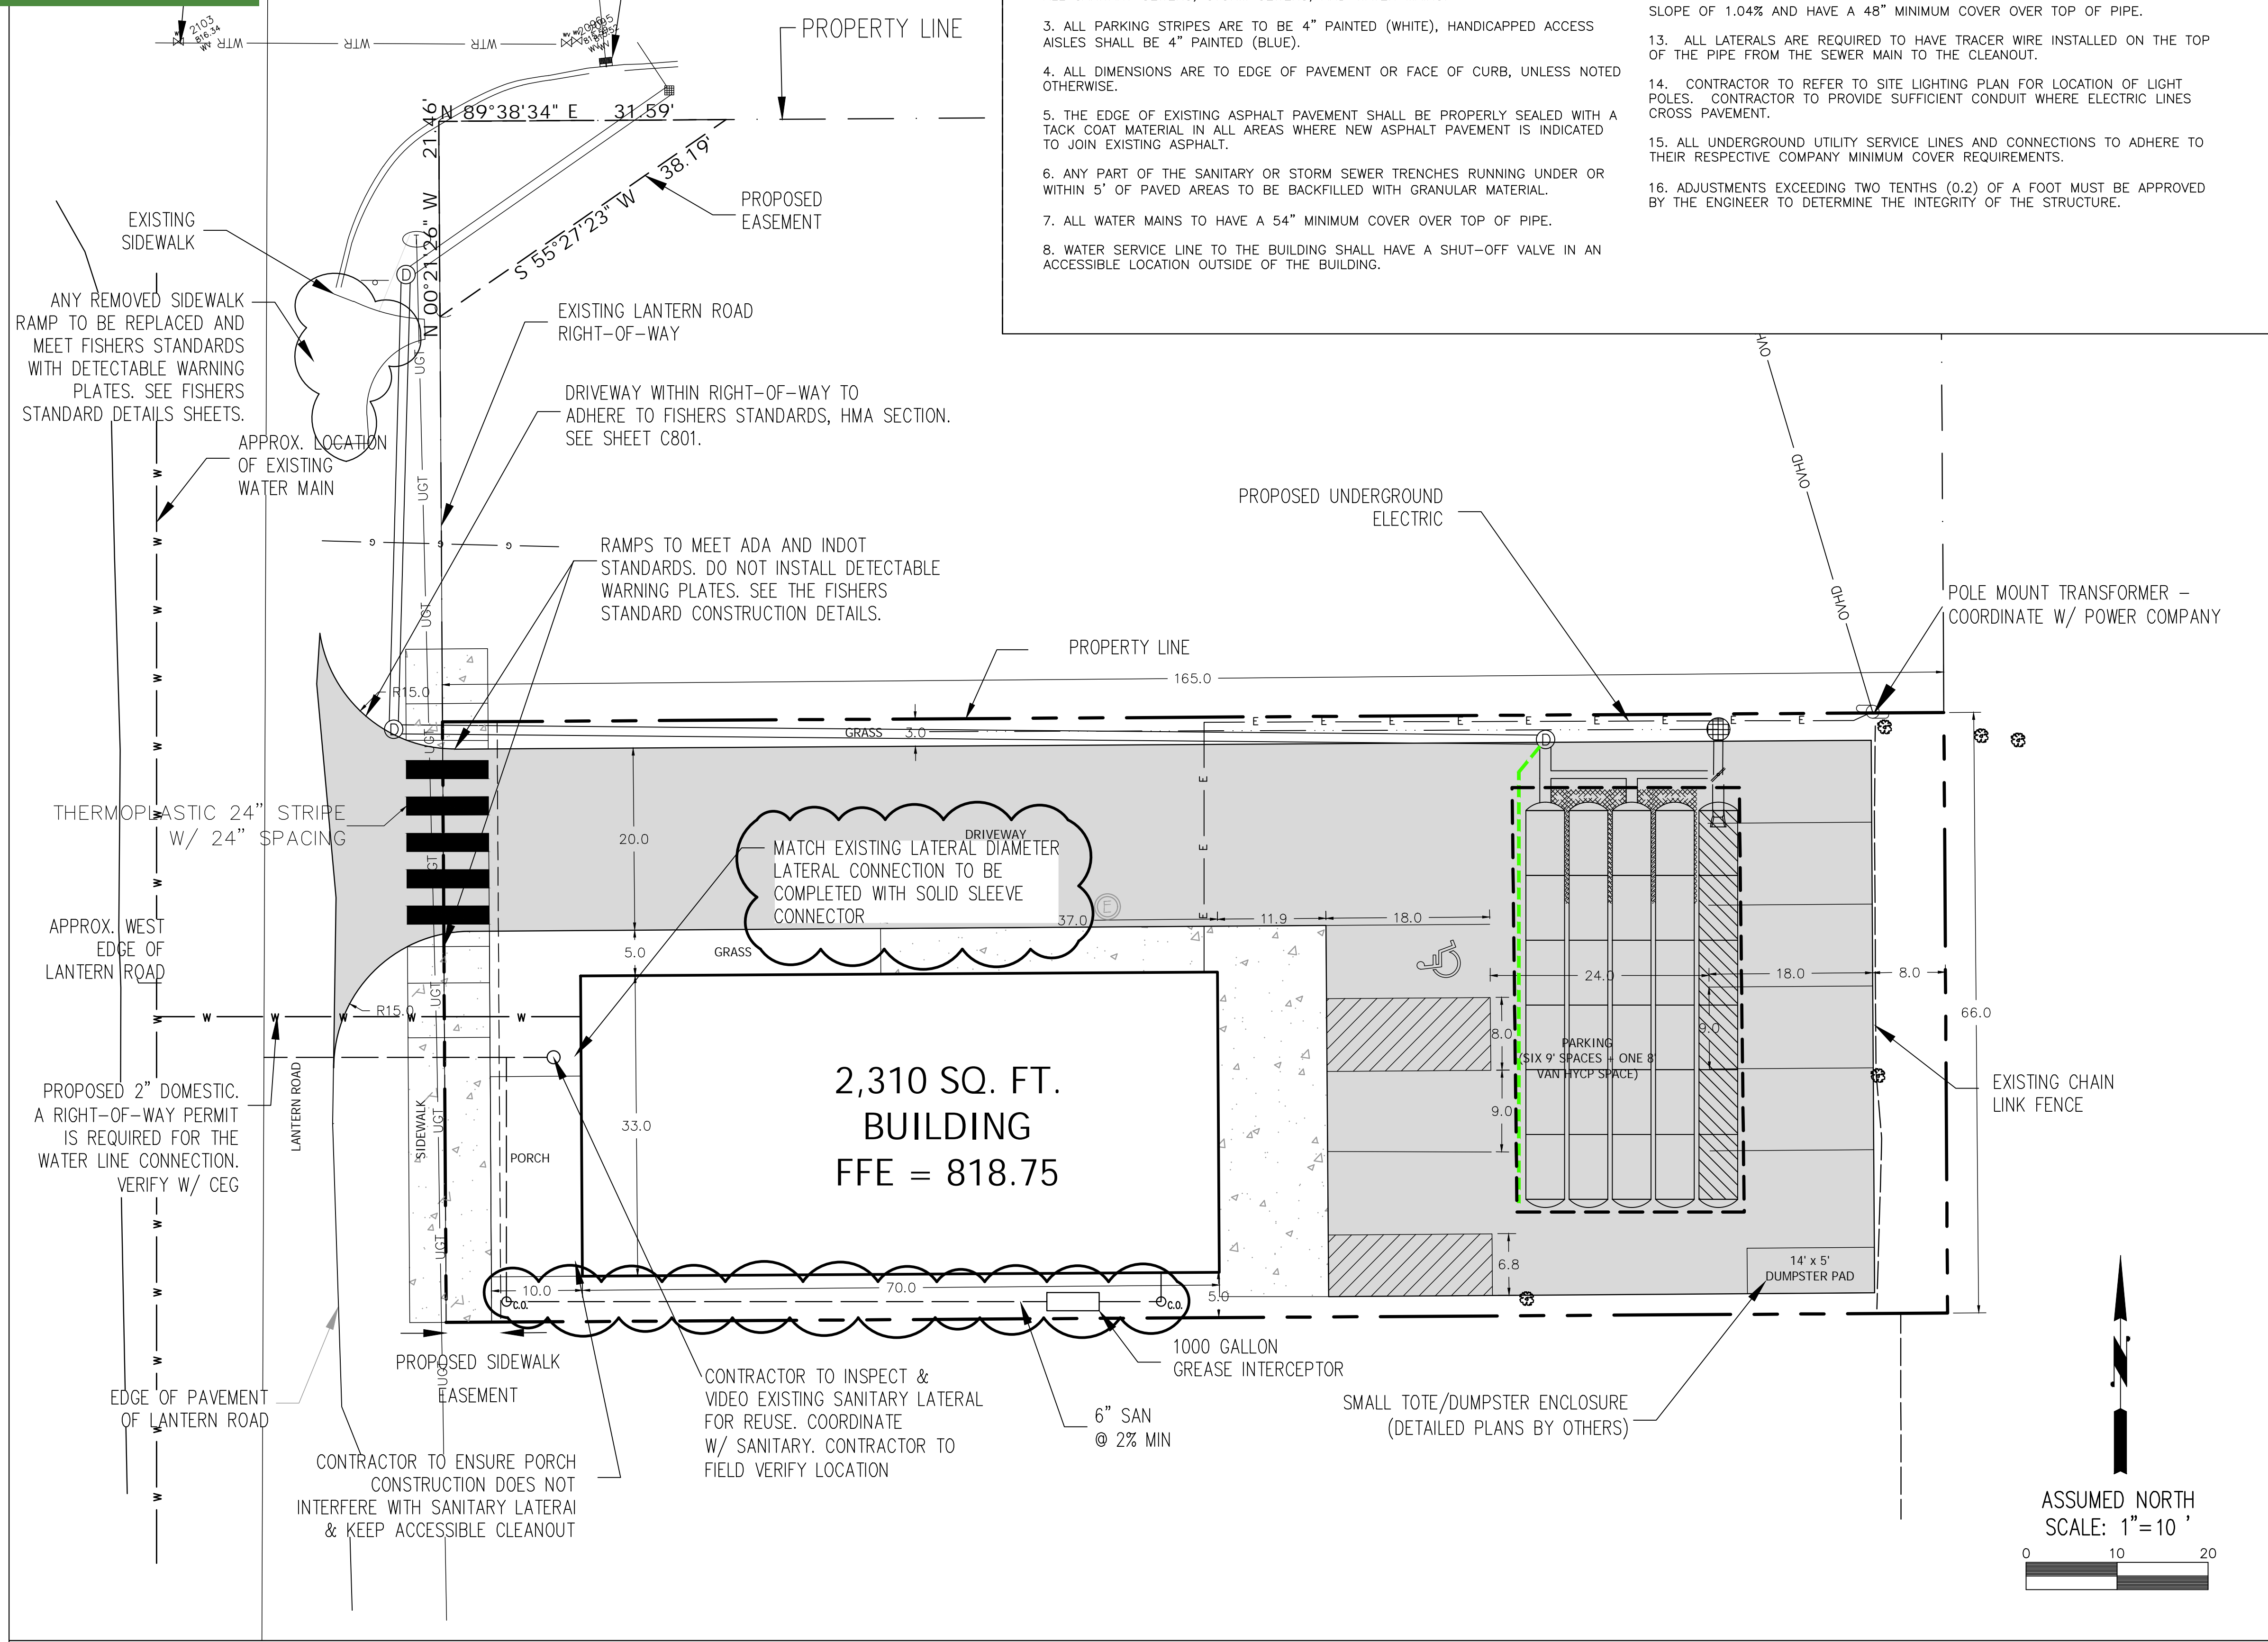 2103
816.34
WV
WTR
WTR
WTR
PROPERTY LINE
N 89°38'34" E 31.59'
N 00°21'26" W 21.46'
S 55°27'23" W 38.19'
PROPOSED
EASEMENT
3. ALL PARKING STRIPES ARE TO BE 4" PAINTED (WHITE), HANDICAPPED ACCESS
AISLES SHALL BE 4" PAINTED (BLUE).
4. ALL DIMENSIONS ARE TO EDGE OF PAVEMENT OR FACE OF CURB, UNLESS NOTED
OTHERWISE.
5. THE EDGE OF EXISTING ASPHALT PAVEMENT SHALL BE PROPERLY SEALED WITH A
TACK COAT MATERIAL IN ALL AREAS WHERE NEW ASPHALT PAVEMENT IS INDICATED
TO JOIN EXISTING ASPHALT.
6. ANY PART OF THE SANITARY OR STORM SEWER TRENCHES RUNNING UNDER OR
WITHIN 5' OF PAVED AREAS TO BE BACKFILLED WITH GRANULAR MATERIAL.
7. ALL WATER MAINS TO HAVE A 54" MINIMUM COVER OVER TOP OF PIPE.
8. WATER SERVICE LINE TO THE BUILDING SHALL HAVE A SHUT-OFF VALVE IN AN
ACCESSIBLE LOCATION OUTSIDE OF THE BUILDING.
SLOPE OF 1.04% AND HAVE A 48" MINIMUM COVER OVER TOP OF PIPE.
13. ALL LATERALS ARE REQUIRED TO HAVE TRACER WIRE INSTALLED ON THE TOP
OF THE PIPE FROM THE SEWER MAIN TO THE CLEANOUT.
14. CONTRACTOR TO REFER TO SITE LIGHTING PLAN FOR LOCATION OF LIGHT
POLES. CONTRACTOR TO PROVIDE SUFFICIENT CONDUIT WHERE ELECTRIC LINES
CROSS PAVEMENT.
15. ALL UNDERGROUND UTILITY SERVICE LINES AND CONNECTIONS TO ADHERE TO
THEIR RESPECTIVE COMPANY MINIMUM COVER REQUIREMENTS.
16. ADJUSTMENTS EXCEEDING TWO TENTHS (0.2) OF A FOOT MUST BE APPROVED
BY THE ENGINEER TO DETERMINE THE INTEGRITY OF THE STRUCTURE.
EXISTING
SIDEWALK
D
ANY REMOVED SIDEWALK
RAMP TO BE REPLACED AND
MEET FISHERS STANDARDS
WITH DETECTABLE WARNING
PLATES. SEE FISHERS
STANDARD DETAILS SHEETS.
EXISTING LANTERN ROAD
RIGHT-OF-WAY
DRIVEWAY WITHIN RIGHT-OF-WAY TO
ADHERE TO FISHERS STANDARDS, HMA SECTION.
SEE SHEET C801.
APPROX. LOCATION
OF EXISTING
WATER MAIN
UGT
UGT
UGT
G G G
RAMPS TO MEET ADA AND INDOT
STANDARDS. DO NOT INSTALL DETECTABLE
WARNING PLATES. SEE THE FISHERS
STANDARD CONSTRUCTION DETAILS.
PROPOSED UNDERGROUND
ELECTRIC
OVHD
OVHD
POLE MOUNT TRANSFORMER -
COORDINATE W/ POWER COMPANY
PROPERTY LINE
165.0
R15.0
D
GRASS 3.0
E E E E E E E E E
D
UGT
THERMOPLASTIC 24" STRIPE
W/ 24" SPACING
20.0
DRIVEWAY
MATCH EXISTING LATERAL DIAMETER
LATERAL CONNECTION TO BE
COMPLETED WITH SOLID SLEEVE
CONNECTOR
E
E
E
F
37.0
11.9
18.0
APPROX. WEST
EDGE OF
LANTERN ROAD
5.0
GRASS
24.0
18.0
8.0
66.0
R15.0
W W W W W
UGT
8.0
9.0
PARKING
(SIX 9' SPACES + ONE 8'
VAN HYCP SPACE)
9.0
2,310 SQ. FT.
BUILDING
FFE = 818.75
EXISTING CHAIN
LINK FENCE
PROPOSED 2" DOMESTIC.
A RIGHT-OF-WAY PERMIT
IS REQUIRED FOR THE
WATER LINE CONNECTION.
VERIFY W/ CEG
LANTERN ROAD
SIDEWALK
UGT
PORCH
33.0
UGT
6.8
14' x 5'
DUMPSTER PAD
10.0
70.0
5.0
C.O.
C.O.
PROPOSED SIDEWALK
EASEMENT
UGT
EDGE OF PAVEMENT
OF LANTERN ROAD
CONTRACTOR TO INSPECT &
VIDEO EXISTING SANITARY LATERAL
FOR REUSE. COORDINATE
W/ SANITARY. CONTRACTOR TO
FIELD VERIFY LOCATION
1000 GALLON
GREASE INTERCEPTOR
6" SAN
@ 2% MIN
SMALL TOTE/DUMPSTER ENCLOSURE
(DETAILED PLANS BY OTHERS)
CONTRACTOR TO ENSURE PORCH
CONSTRUCTION DOES NOT
INTERFERE WITH SANITARY LATERAl
& KEEP ACCESSIBLE CLEANOUT
N
ASSUMED NORTH
SCALE: 1"=10 '
0 10 20